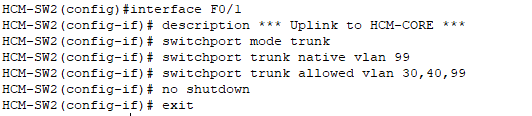 HCM-SW2(config)#interface F0/1
HCM-SW2(config-if)# description *** Uplink to HCM-CORE ***
HCM-SW2(config-if)# switchport mode trunk
HCM-SW2(config-if)# switchport trunk native vlan 99
HCM-SW2(config-if)# switchport trunk allowed vlan 30,40,99
HCM-SW2(config-if)# no shutdown
HCM-SW2(config-if)# exit